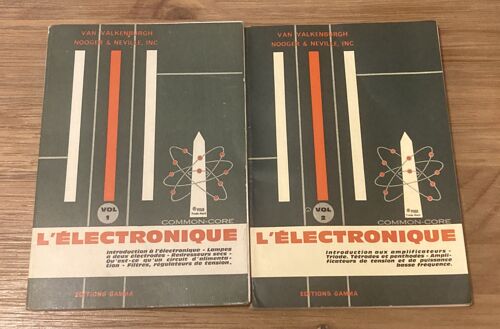 VAN VALKENBURGH
NOOGER & NEVILLE, INC
VOL
1
COMMON-CORE
L'ÉLECTRONIQUE
Introduction à l'électronique - Lampes
à deux électrodes - Redresseurs secs -
Qu'est-ce qu'un circuit d'alimenta-
tion - Filtres, régulateurs de tension.
EDITIONS GAMMA
VAN VALKENBURGH
NOOGER & NEVILLE, INC
VOL
2
COMMON-CORE
L'ÉLECTRONIQUE
Introduction aux amplificateurs -
Triode. Tétrodes et penthodes - Ampli-
ficateurs de tension et de puissance
basse fréquence.
EDITIONS GAMMA